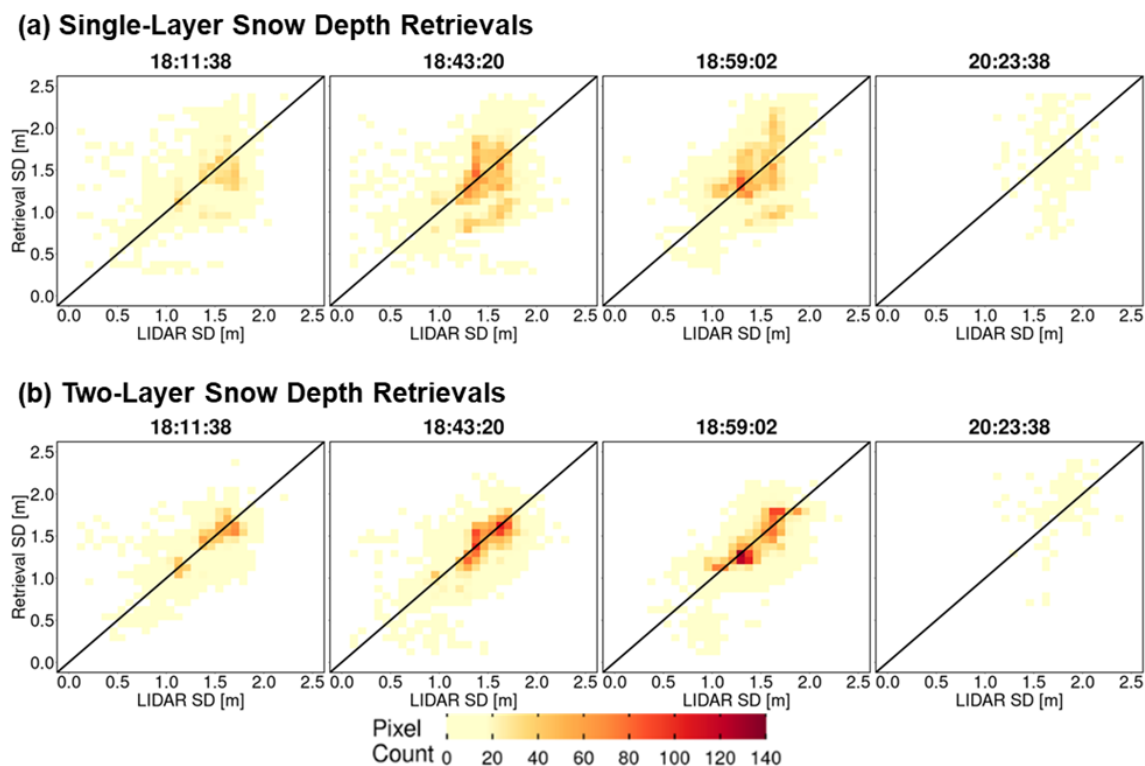 (a) Single-Layer Snow Depth Retrievals
18:11:38 18:43:20 18:59:02 20:23:38
Retrieval SD [m]
2.5
2.0
1.5
1.0
0.5
0.0
0.0 0.5 1.0 1.5 2.0 2.5 0.0 0.5 1.0 1.5 2.0 2.5 0.0 0.5 1.0 1.5 2.0 2.5 0.0 0.5 1.0 1.5 2.0 2.5
LIDAR SD [m] LIDAR SD [m] LIDAR SD [m] LIDAR SD [m]
(b) Two-Layer Snow Depth Retrievals
18:11:38 18:43:20 18:59:02 20:23:38
Retrieval SD [m]
2.5
2.0
1.5
1.0
0.5
0.0
0.0 0.5 1.0 1.5 2.0 2.5 0.0 0.5 1.0 1.5 2.0 2.5 0.0 0.5 1.0 1.5 2.0 2.5 0.0 0.5 1.0 1.5 2.0 2.5
LIDAR SD [m] LIDAR SD [m] LIDAR SD [m] LIDAR SD [m]
Pixel
Count 0 20 40 60 80 100 120 140